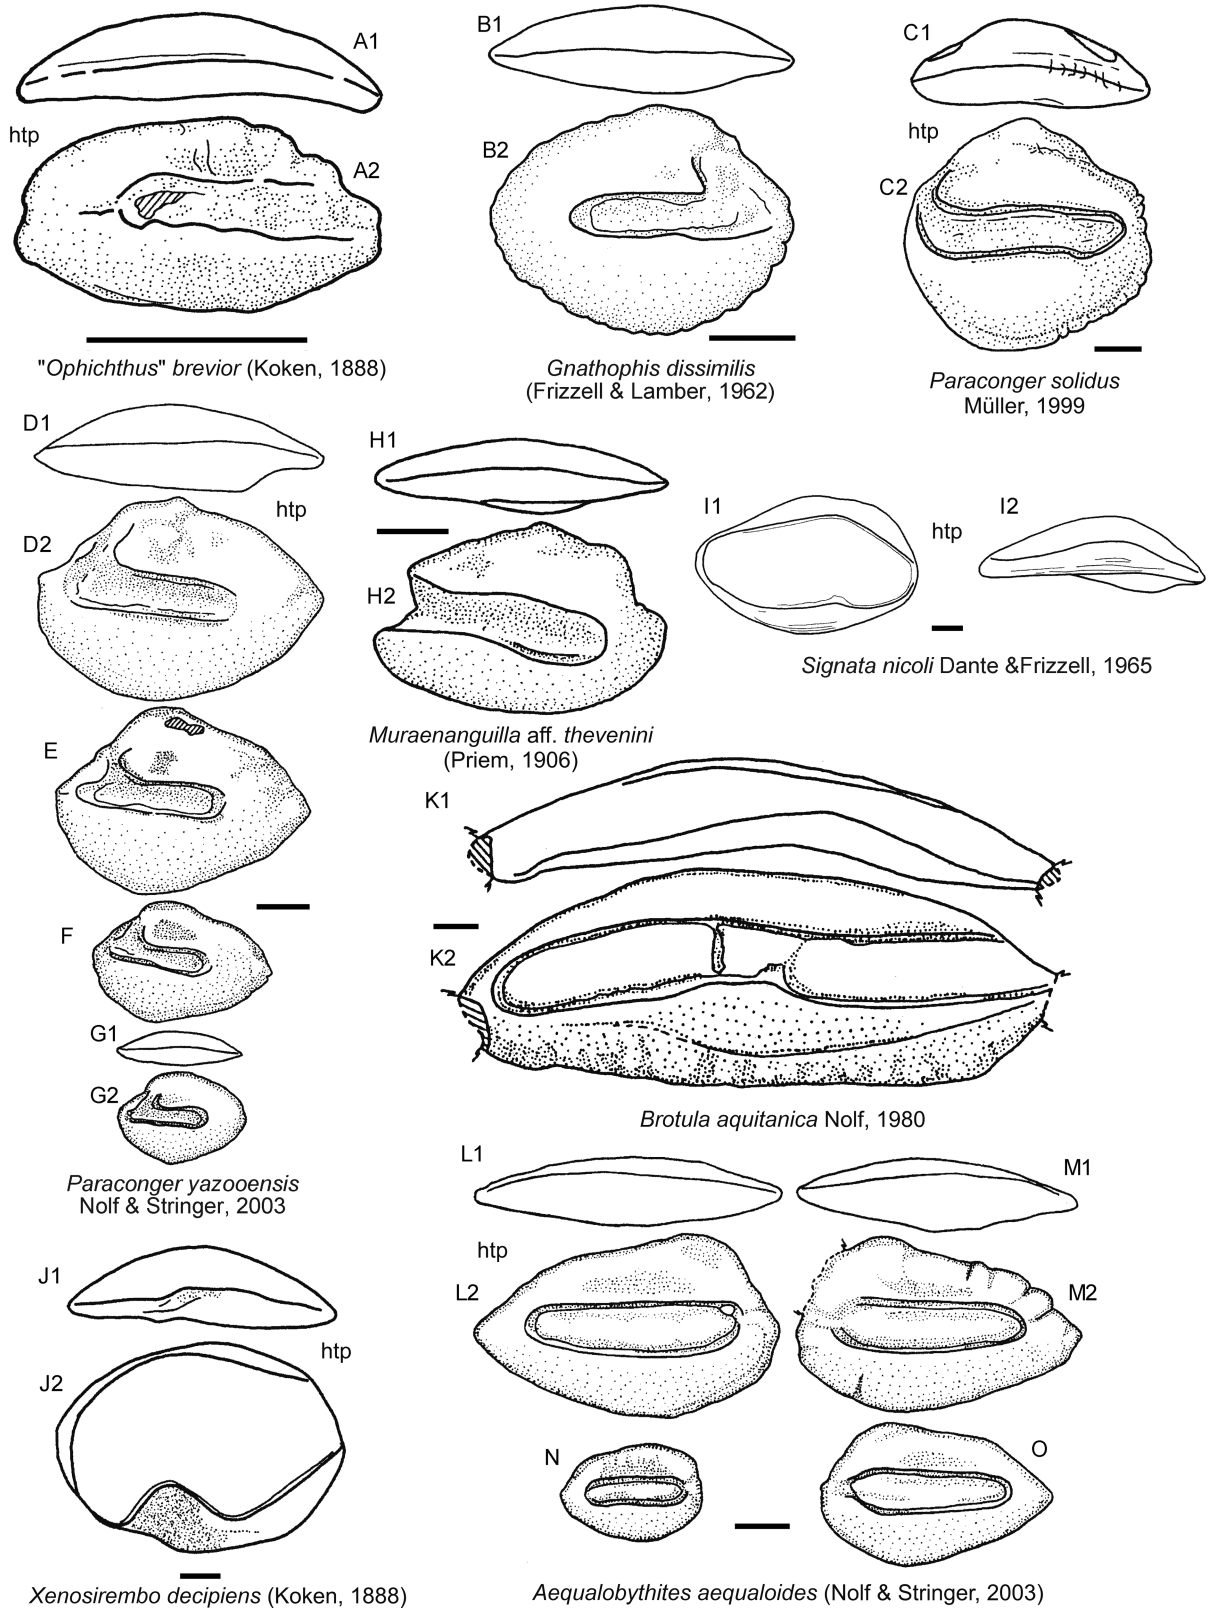 A1
htp
A2
"Ophichthus" brevior (Koken, 1888)
B1
B2
Gnathophis dissimilis
(Frizzell & Lamber, 1962)
C1
htp
C2
Paraconger solidus
Müller, 1999
D1
htp
D2
E
F
G1
G2
Paraconger yazooensis
Nolf & Stringer, 2003
H1
H2
Muraenanguilla aff. thevenini
(Priem, 1906)
I1
htp
I2
Signata nicoli Dante &Frizzell, 1965
K1
K2
Brotula aquitanica Nolf, 1980
J1
htp
J2
Xenosirembo decipiens (Koken, 1888)
L1
M1
htp
L2
M2
N
O
Aequalobythites aequaloides (Nolf & Stringer, 2003)